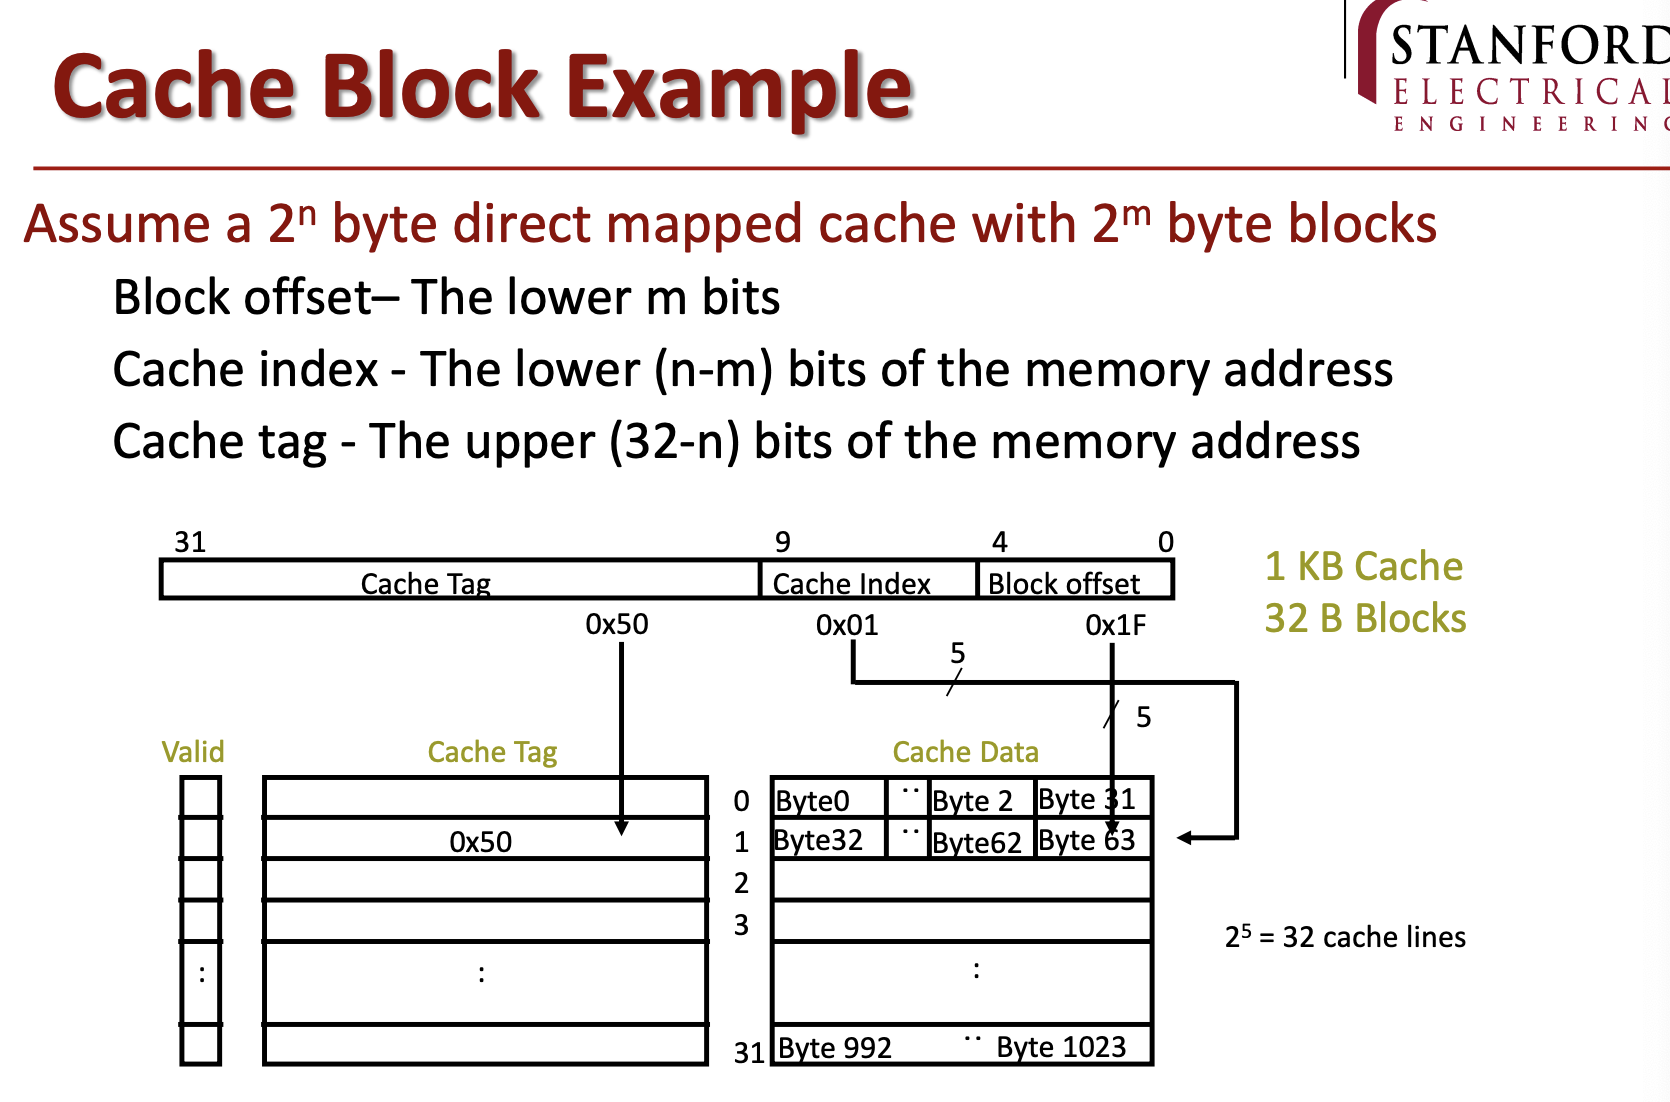 Cache Block Example
STANFORD
ELECTRICAL
ENGINEERING
Assume a 2ⁿ byte direct mapped cache with 2ᵐ byte blocks
Block offset– The lower m bits
Cache index - The lower (n-m) bits of the memory address
Cache tag - The upper (32-n) bits of the memory address
31 9 4 0
Cache Tag Cache Index Block offset
1 KB Cache
32 B Blocks
0x50 0x01 0x1F
5
5
Valid Cache Tag Cache Data
0 Byte0 .. Byte 2 Byte 31
0x50 1 Byte32 .. Byte62 Byte 63
2
3
2⁵ = 32 cache lines
: : :
31 Byte 992 .. Byte 1023